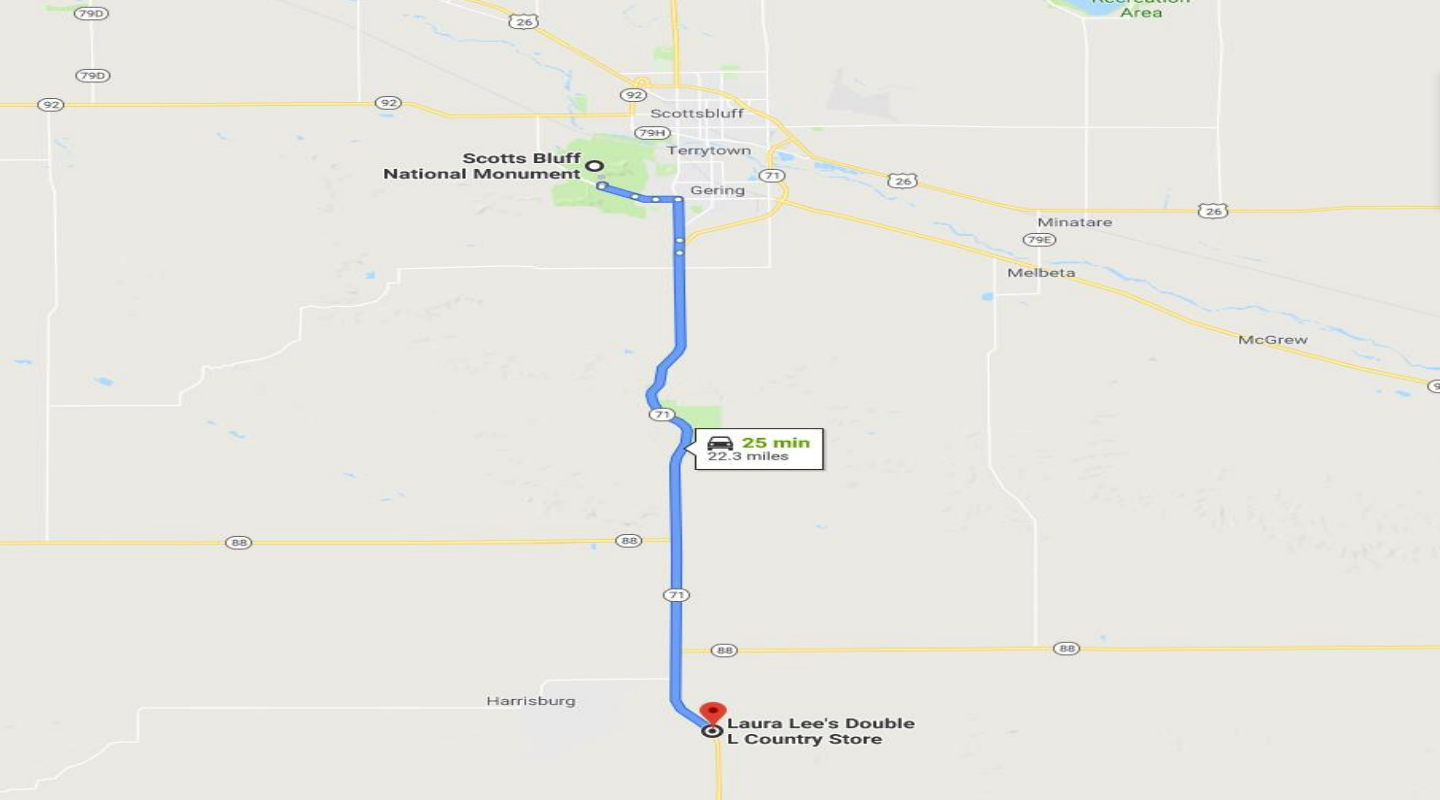 Recreation
Area
79D
26
79D
92
92
92
Scottsbluff
79H
Terrytown
Scotts Bluff
National Monument
71
26
Gering
26
Minatare
79E
Melbeta
McGrew
71
25 min
22.3 miles
88
88
71
88
88
Harrisburg
Laura Lee's Double
L Country Store